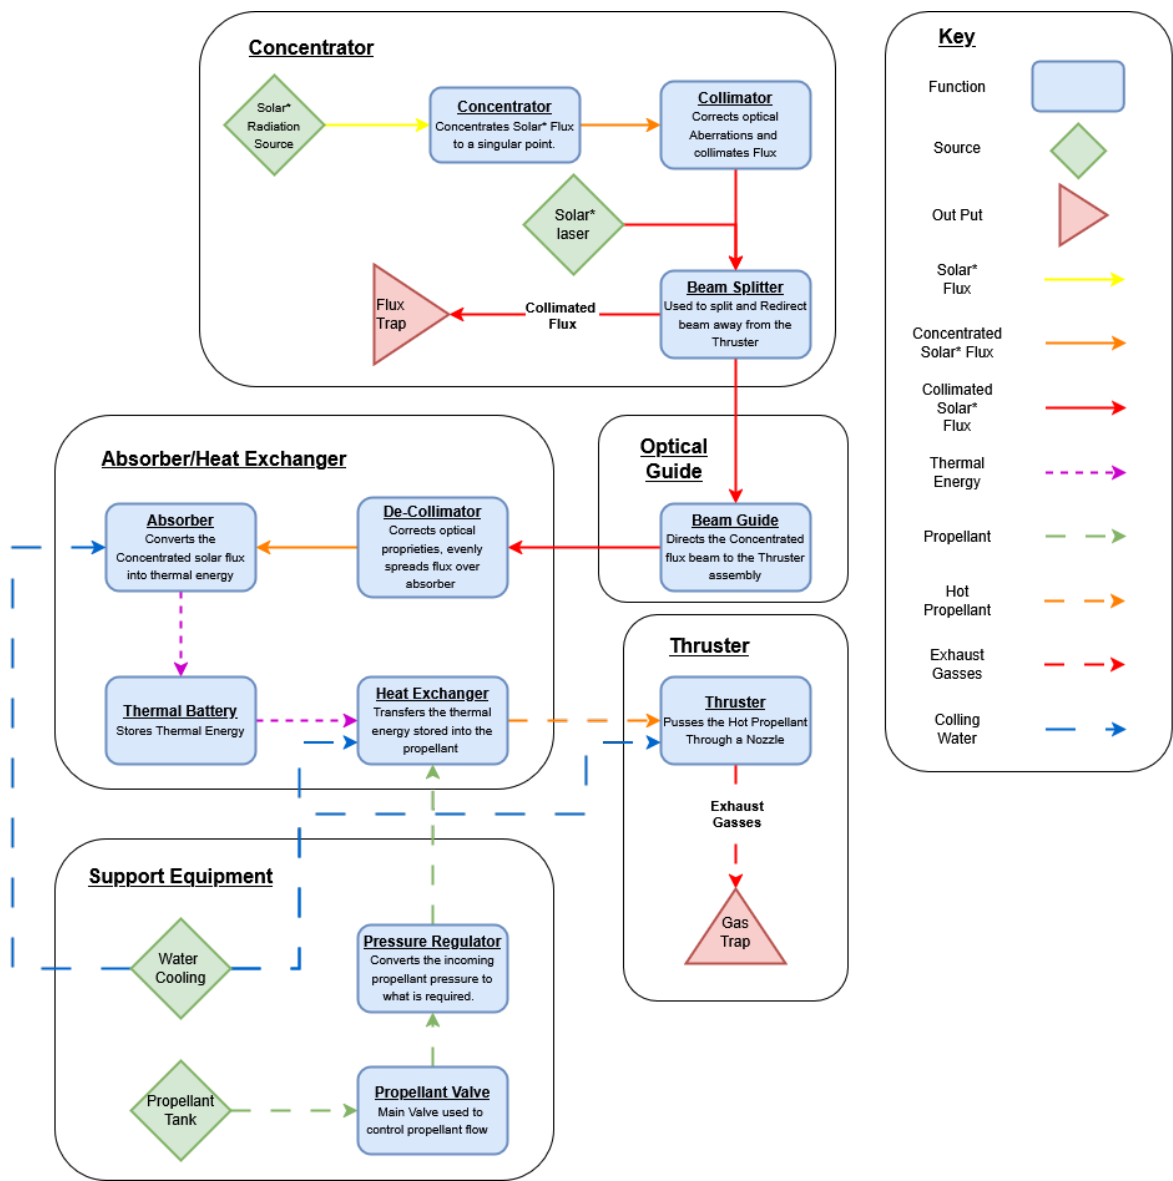 Concentrator
Solar*
Radiation
Source
Concentrator
Concentrates Solar* Flux
to a singular point.
Collimator
Corrects optical
Aberrations and
collimates Flux
Solar*
laser
Beam Splitter
Used to split and Redirect
beam away from the
Thruster
Collimated
Flux
Flux
Trap
Key
Function
Source
Out Put
Solar*
Flux
Concentrated
Solar* Flux
Collimated
Solar*
Flux
Thermal
Energy
Propellant
Hot
Propellant
Exhaust
Gasses
Colling
Water
Absorber/Heat Exchanger
Absorber
Converts the
Concentrated solar flux
into thermal energy
De-Collimator
Corrects optical
proprieties, evenly
spreads flux over
absorber
Thermal Battery
Stores Thermal Energy
Heat Exchanger
Transfers the thermal
energy stored into the
propellant
Optical
Guide
Beam Guide
Directs the Concentrated
flux beam to the Thruster
assembly
Thruster
Thruster
Pusses the Hot Propellant
Through a Nozzle
Exhaust
Gasses
Gas
Trap
Support Equipment
Water
Cooling
Pressure Regulator
Converts the incoming
propellant pressure to
what is required.
Propellant
Tank
Propellant Valve
Main Valve used to
control propellant flow